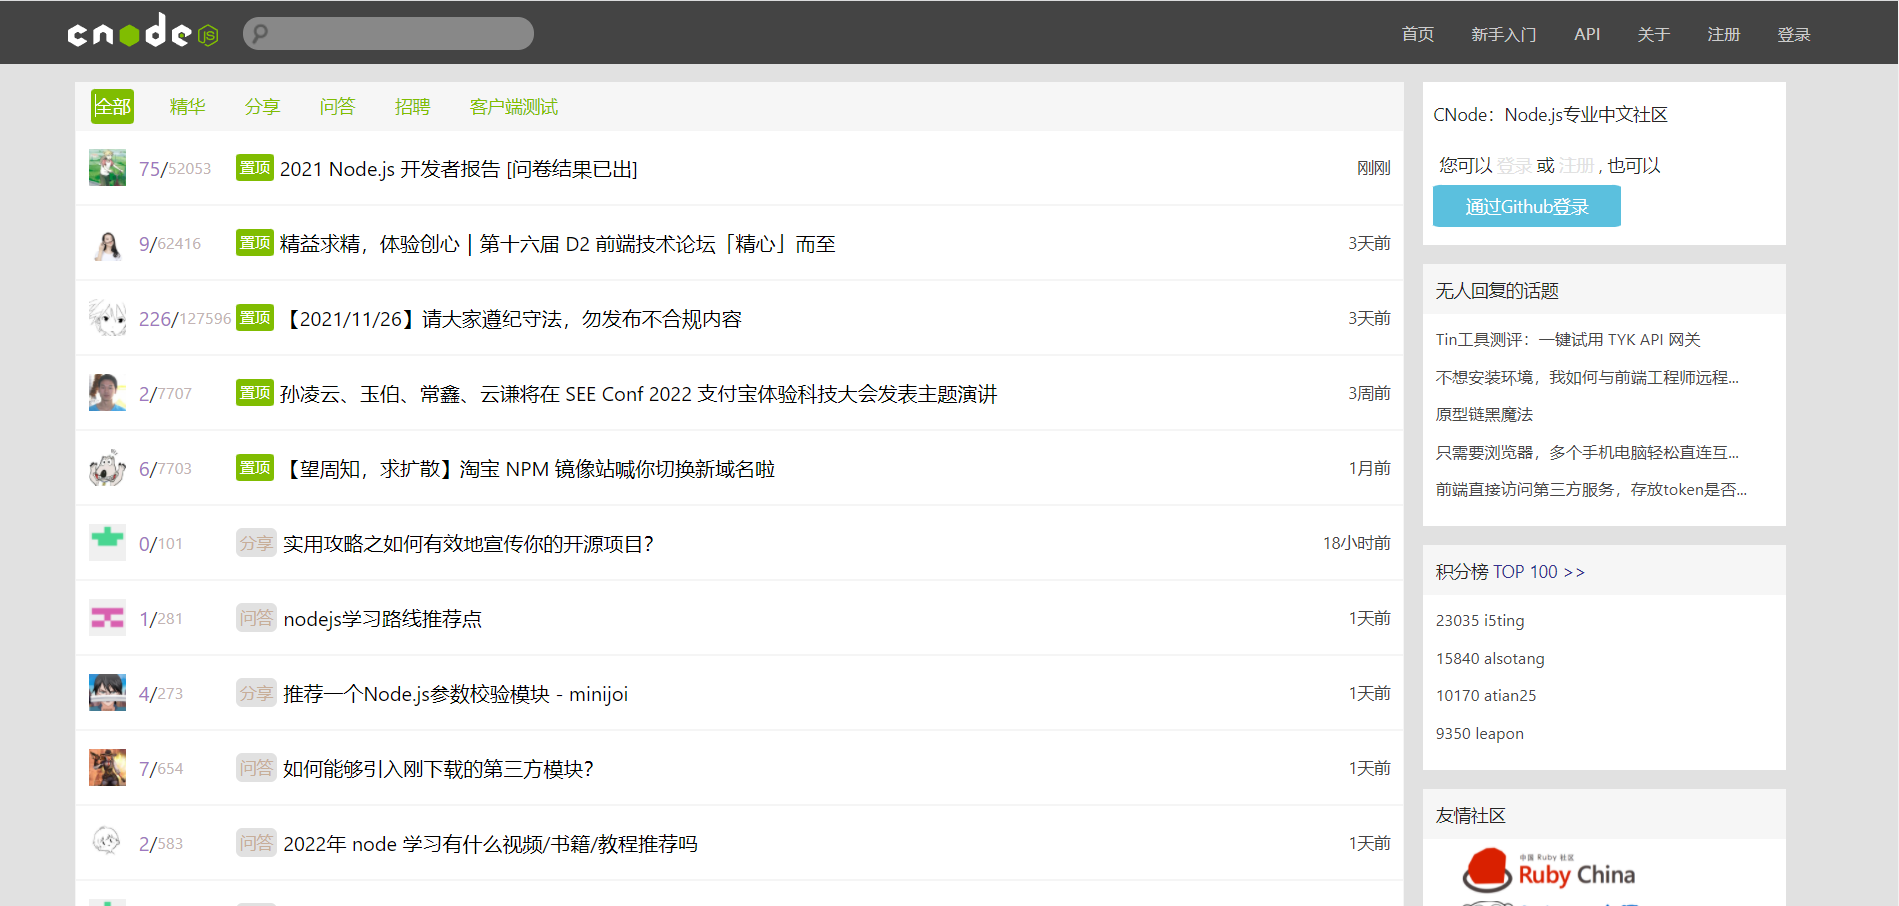 cnode js
首页 新手入门 API 关于 注册 登录
全部 精华 分享 问答 招聘 客户端测试
75/52053 置顶 2021 Node.js 开发者报告 [问卷结果已出] 刚刚
9/62416 置顶 精益求精，体验创心 | 第十六届 D2 前端技术论坛「精心」而至 3天前
226/127596 置顶 【2021/11/26】请大家遵纪守法，勿发布不合规内容 3天前
2/7707 置顶 孙凌云、玉伯、常鑫、云谦将在 SEE Conf 2022 支付宝体验科技大会发表主题演讲 3周前
6/7703 置顶 【望周知，求扩散】淘宝 NPM 镜像站喊你切换新域名啦 1月前
0/101 分享 实用攻略之如何有效地宣传你的开源项目？ 18小时前
1/281 问答 nodejs学习路线推荐点 1天前
4/273 分享 推荐一个Node.js参数校验模块 - minijoi 1天前
7/654 问答 如何能够引入刚下载的第三方模块？ 1天前
2/583 问答 2022年 node 学习有什么视频/书籍/教程推荐吗 1天前
CNode：Node.js专业中文社区
您可以 登录 或 注册 , 也可以
通过Github登录
无人回复的话题
Tin工具测评：一键试用 TYK API 网关
不想安装环境，我如何与前端工程师远程...
原型链黑魔法
只需要浏览器，多个手机电脑轻松直连互...
前端直接访问第三方服务，存放token是否...
积分榜 TOP 100 >>
23035 i5ting
15840 alsotang
10170 atian25
9350 leapon
友情社区
中国 Ruby 社区
Ruby China